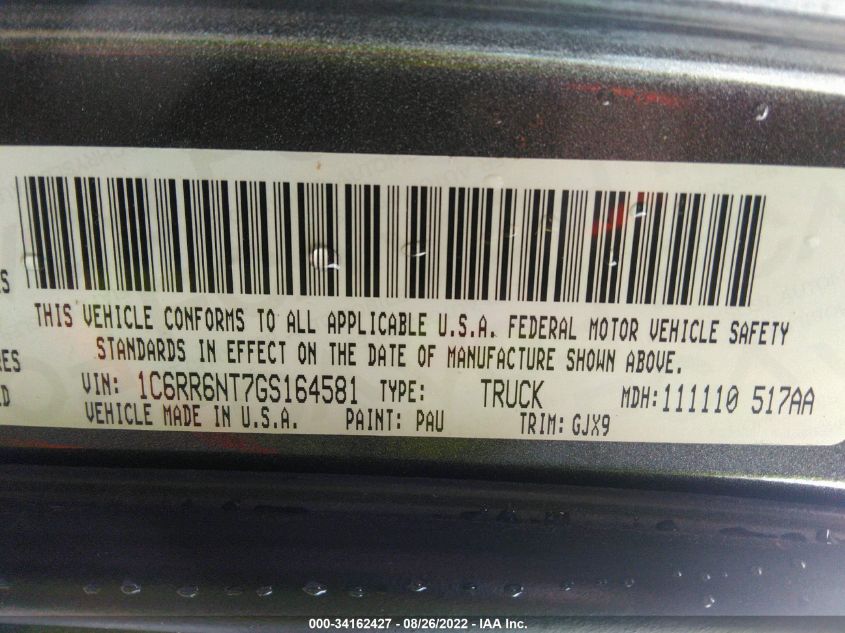 S
THIS VEHICLE CONFORMS TO ALL APPLICABLE U.S.A. FEDERAL MOTOR VEHICLE SAFETY
STANDARDS IN EFFECT ON THE DATE OF MANUFACTURE SHOWN ABOVE.
RES
VIN: 1C6RR6NT7GS164581 TYPE: TRUCK MDH:111110 517AA
D
VEHICLE MADE IN U.S.A. PAINT: PAU TRIM: GJX9
000-34162427 - 08/26/2022 - IAA Inc.